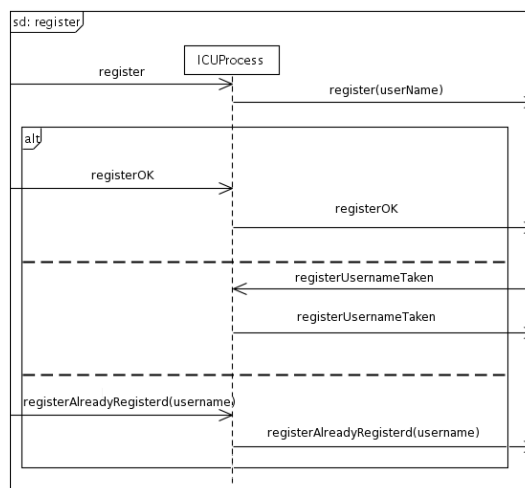 sd: register
ICUProcess
register
register(userName)
alt
registerOK
registerOK
registerUsernameTaken
registerUsernameTaken
registerAlreadyRegisterd(username)
registerAlreadyRegisterd(username)